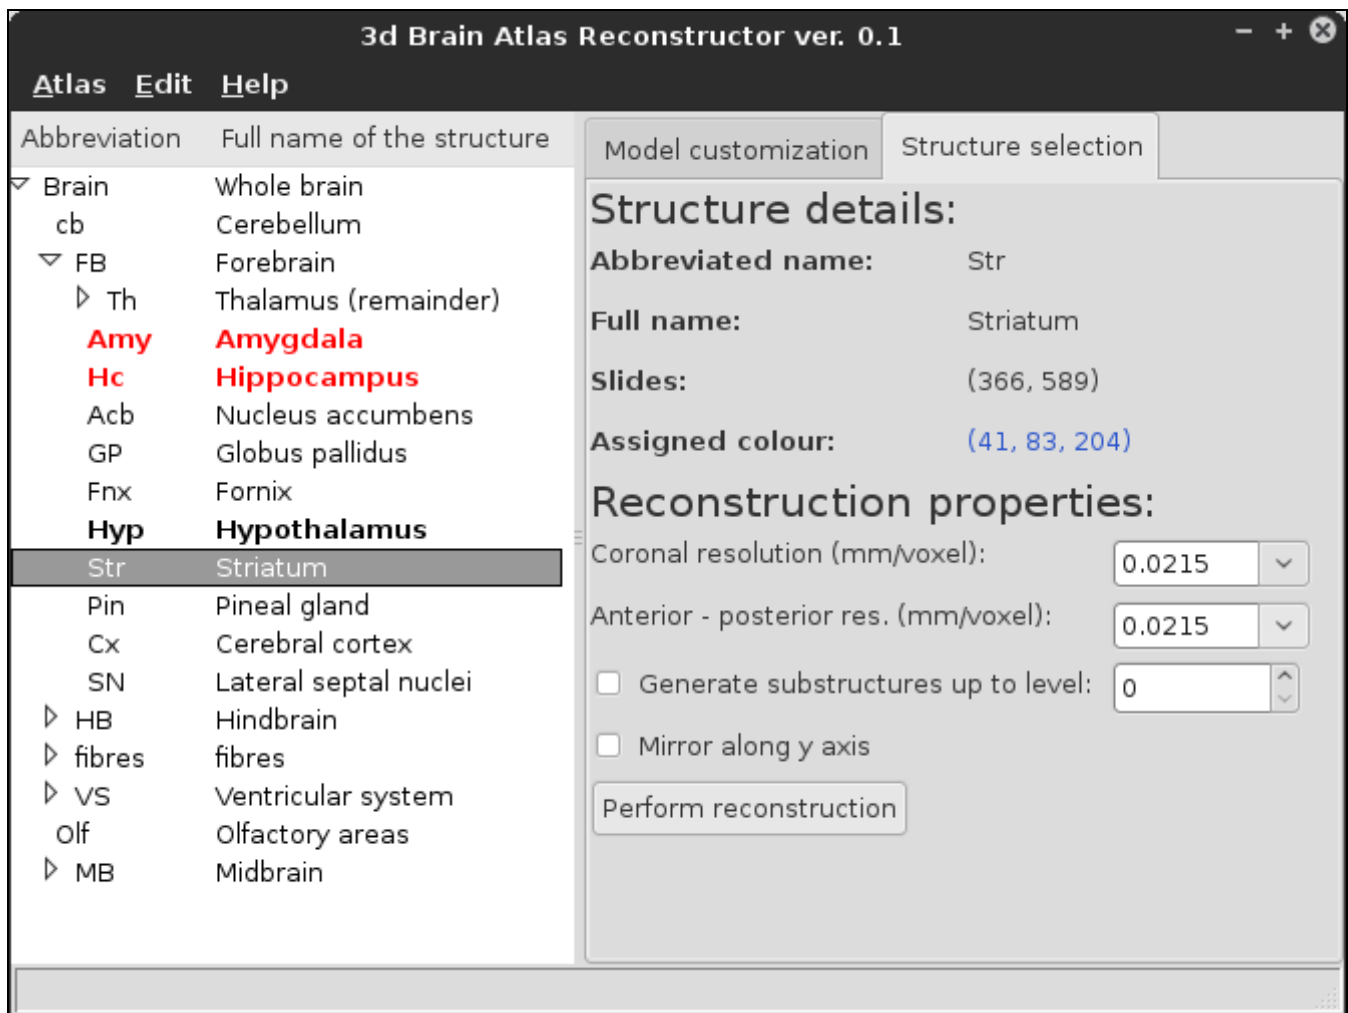 3d Brain Atlas Reconstructor ver. 0.1
Atlas Edit Help
Abbreviation Full name of the structure
Brain Whole brain
cb Cerebellum
FB Forebrain
Th Thalamus (remainder)
Amy Amygdala
Hc Hippocampus
Acb Nucleus accumbens
GP Globus pallidus
Fnx Fornix
Hyp Hypothalamus
Str Striatum
Pin Pineal gland
Cx Cerebral cortex
SN Lateral septal nuclei
HB Hindbrain
fibres fibres
VS Ventricular system
Olf Olfactory areas
MB Midbrain
Model customization Structure selection
Structure details:
Abbreviated name: Str
Full name: Striatum
Slides: (366, 589)
Assigned colour: (41, 83, 204)
Reconstruction properties:
Coronal resolution (mm/voxel): 0.0215
Anterior - posterior res. (mm/voxel): 0.0215
Generate substructures up to level: 0
Mirror along y axis
Perform reconstruction